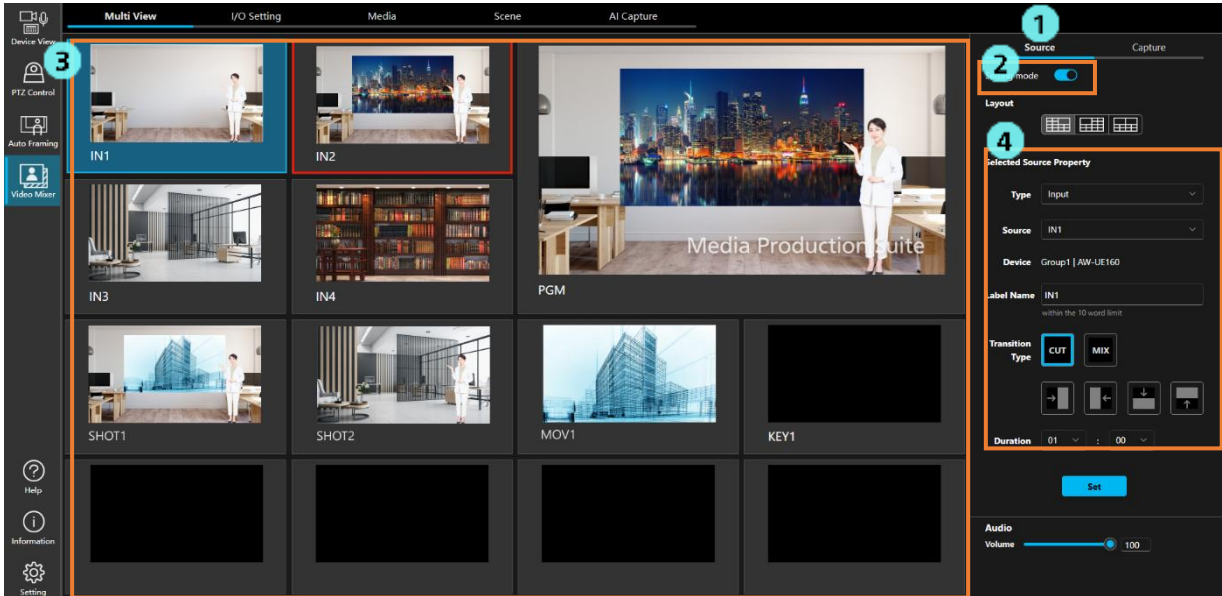 Multi View
I/O Setting
Media
Scene
AI Capture
1
Device View
3
PTZ Control
Auto Framing
Video Mixer
Help
Information
Setting
IN1
IN2
Media Production Suite
PGM
IN3
IN4
SHOT1
SHOT2
MOV1
KEY1
Source
Capture
2
mode
Layout
4
Selected Source Property
Type Input
Source IN1
Device Group1 | AW-UE160
Label Name IN1
within the 10 word limit
Transition
Type
CUT
MIX
Duration 01 : 00
Set
Audio
Volume 100